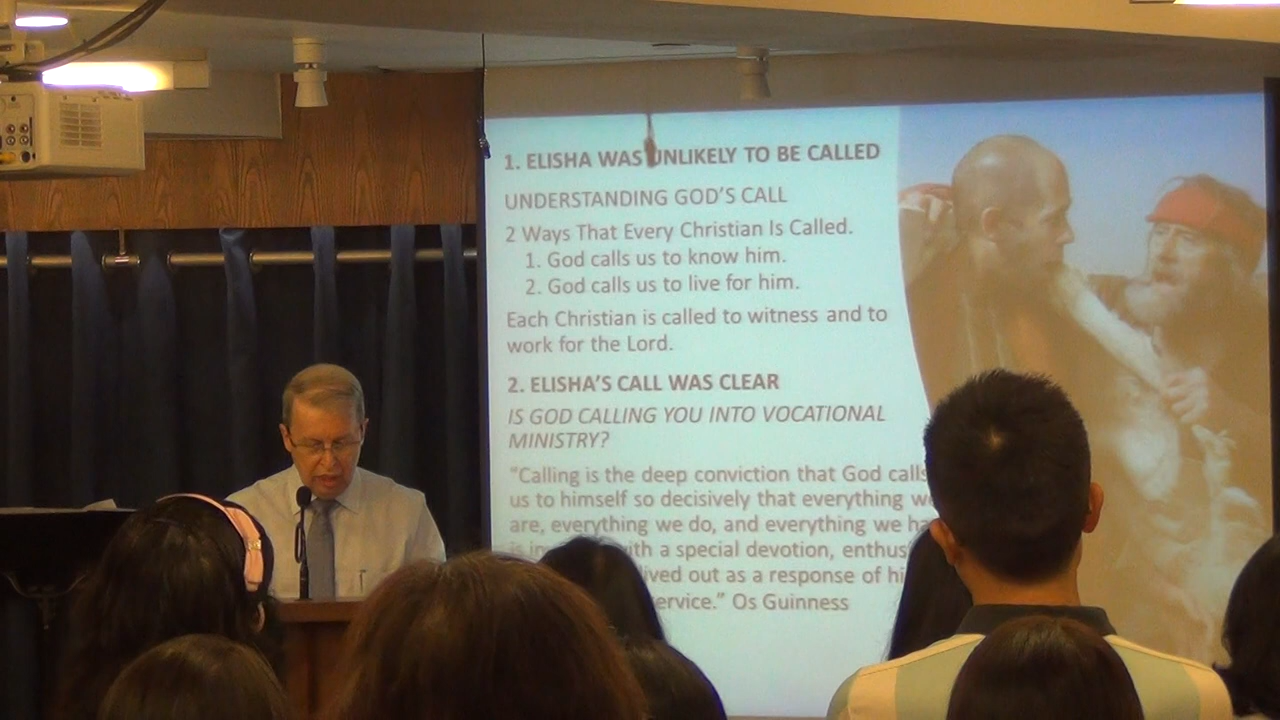 1. ELISHA WAS UNLIKELY TO BE CALLED
UNDERSTANDING GOD'S CALL
2 Ways That Every Christian Is Called.
1. God calls us to know him.
2. God calls us to live for him.
Each Christian is called to witness and to
work for the Lord.
2. ELISHA'S CALL WAS CLEAR
IS GOD CALLING YOU INTO VOCATIONAL
MINISTRY?
"Calling is the deep conviction that God calls
us to himself so decisively that everything
are, everything we do, and everything we
with a special devotion,
lived out as a response of
Os Guinness